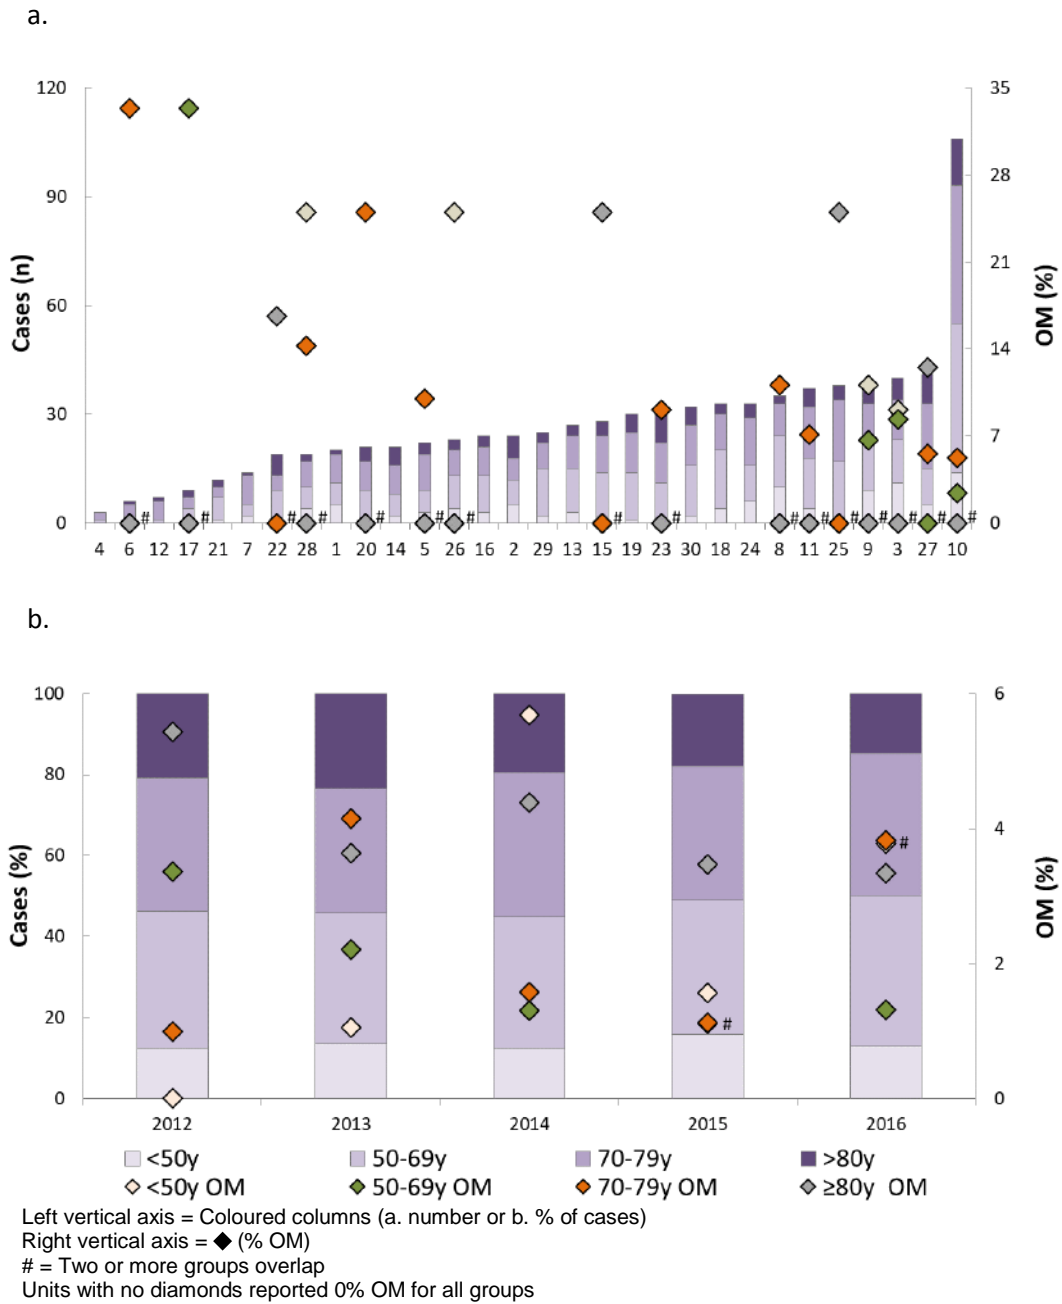 a.
120 35
90 28
60 21
30 14
0 7
0
Cases (n)
OM (%)
# # # # # # # # # # # # # # # #
4 6 12 17 21 7 22 28 1 20 14 5 26 16 2 29 13 15 19 23 30 18 24 8 11 25 9 3 27 10
b.
100 6
80
60 4
40
20 2
0 0
Cases (%)
OM (%)
#
#
2012 2013 2014 2015 2016
<50y 50-69y 70-79y >80y
<50y OM 50-69y OM 70-79y OM ≥80y OM
Left vertical axis = Coloured columns (a. number or b. % of cases)
Right vertical axis = ◆ (% OM)
# = Two or more groups overlap
Units with no diamonds reported 0% OM for all groups